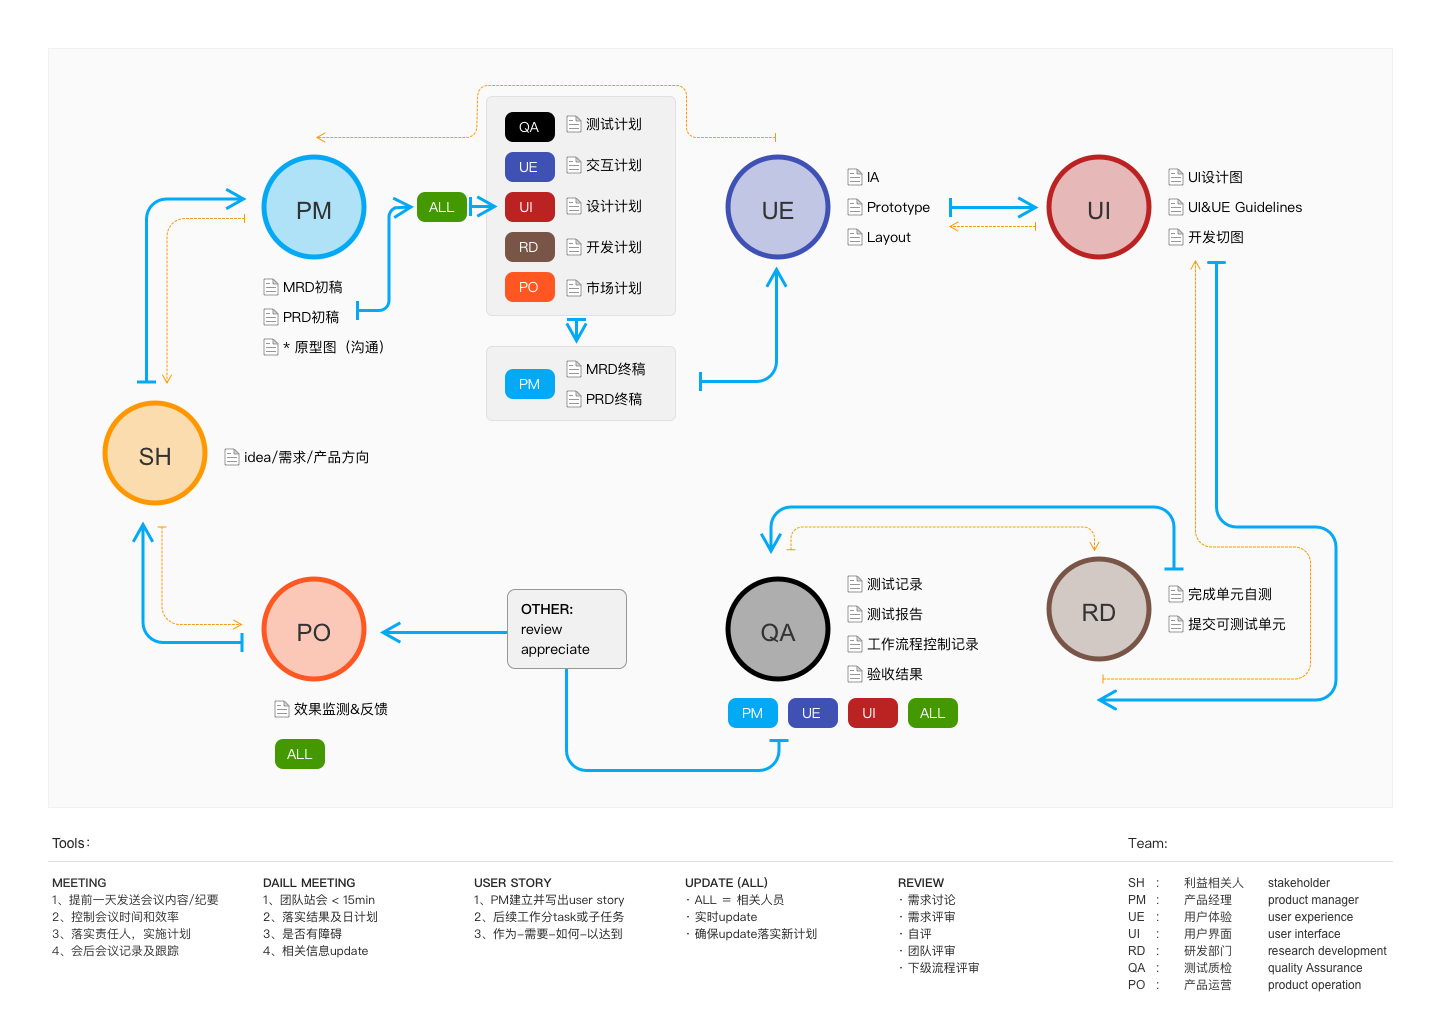 PM
MRD初稿
PRD初稿
* 原型图（沟通）
ALL
QA
测试计划
UE
交互计划
UI
设计计划
RD
开发计划
PO
市场计划
PM
MRD终稿
PRD终稿
UE
IA
Prototype
Layout
UI
UI设计图
UI&UE Guidelines
开发切图
SH
idea/需求/产品方向
PO
效果监测&反馈
ALL
OTHER:
review
appreciate
QA
测试记录
测试报告
工作流程控制记录
验收结果
PM
UE
UI
ALL
RD
完成单元自测
提交可测试单元
Tools：
MEETING
1、提前一天发送会议内容/纪要
2、控制会议时间和效率
3、落实责任人，实施计划
4、会后会议记录及跟踪
DAILL MEETING
1、团队站会 < 15min
2、落实结果及日计划
3、是否有障碍
4、相关信息update
USER STORY
1、PM建立并写出user story
2、后续工作分task或子任务
3、作为-需要-如何-以达到
UPDATE (ALL)
· ALL = 相关人员
· 实时update
· 确保update落实新计划
REVIEW
· 需求讨论
· 需求评审
· 自评
· 团队评审
· 下级流程评审
Team:
SH : 利益相关人 stakeholder
PM : 产品经理 product manager
UE : 用户体验 user experience
UI : 用户界面 user interface
RD : 研发部门 research development
QA : 测试质检 quality Assurance
PO : 产品运营 product operation